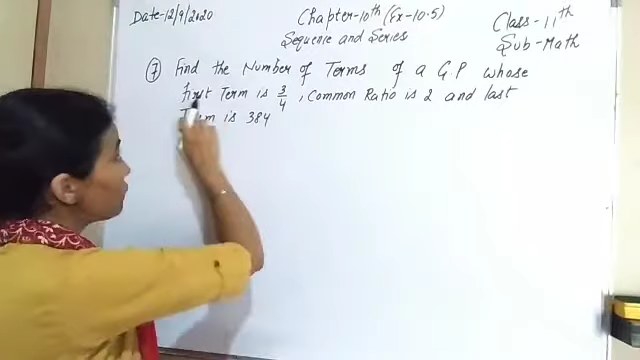 Date-12/9/2020
Chapter-10th (Ex-10.5)
Class-11th
Sequence and Series
Sub-Math
7 Find the Number of Terms of a G.P whose
first Term is 3/4, Common Ratio is 2 and last
Term is 384